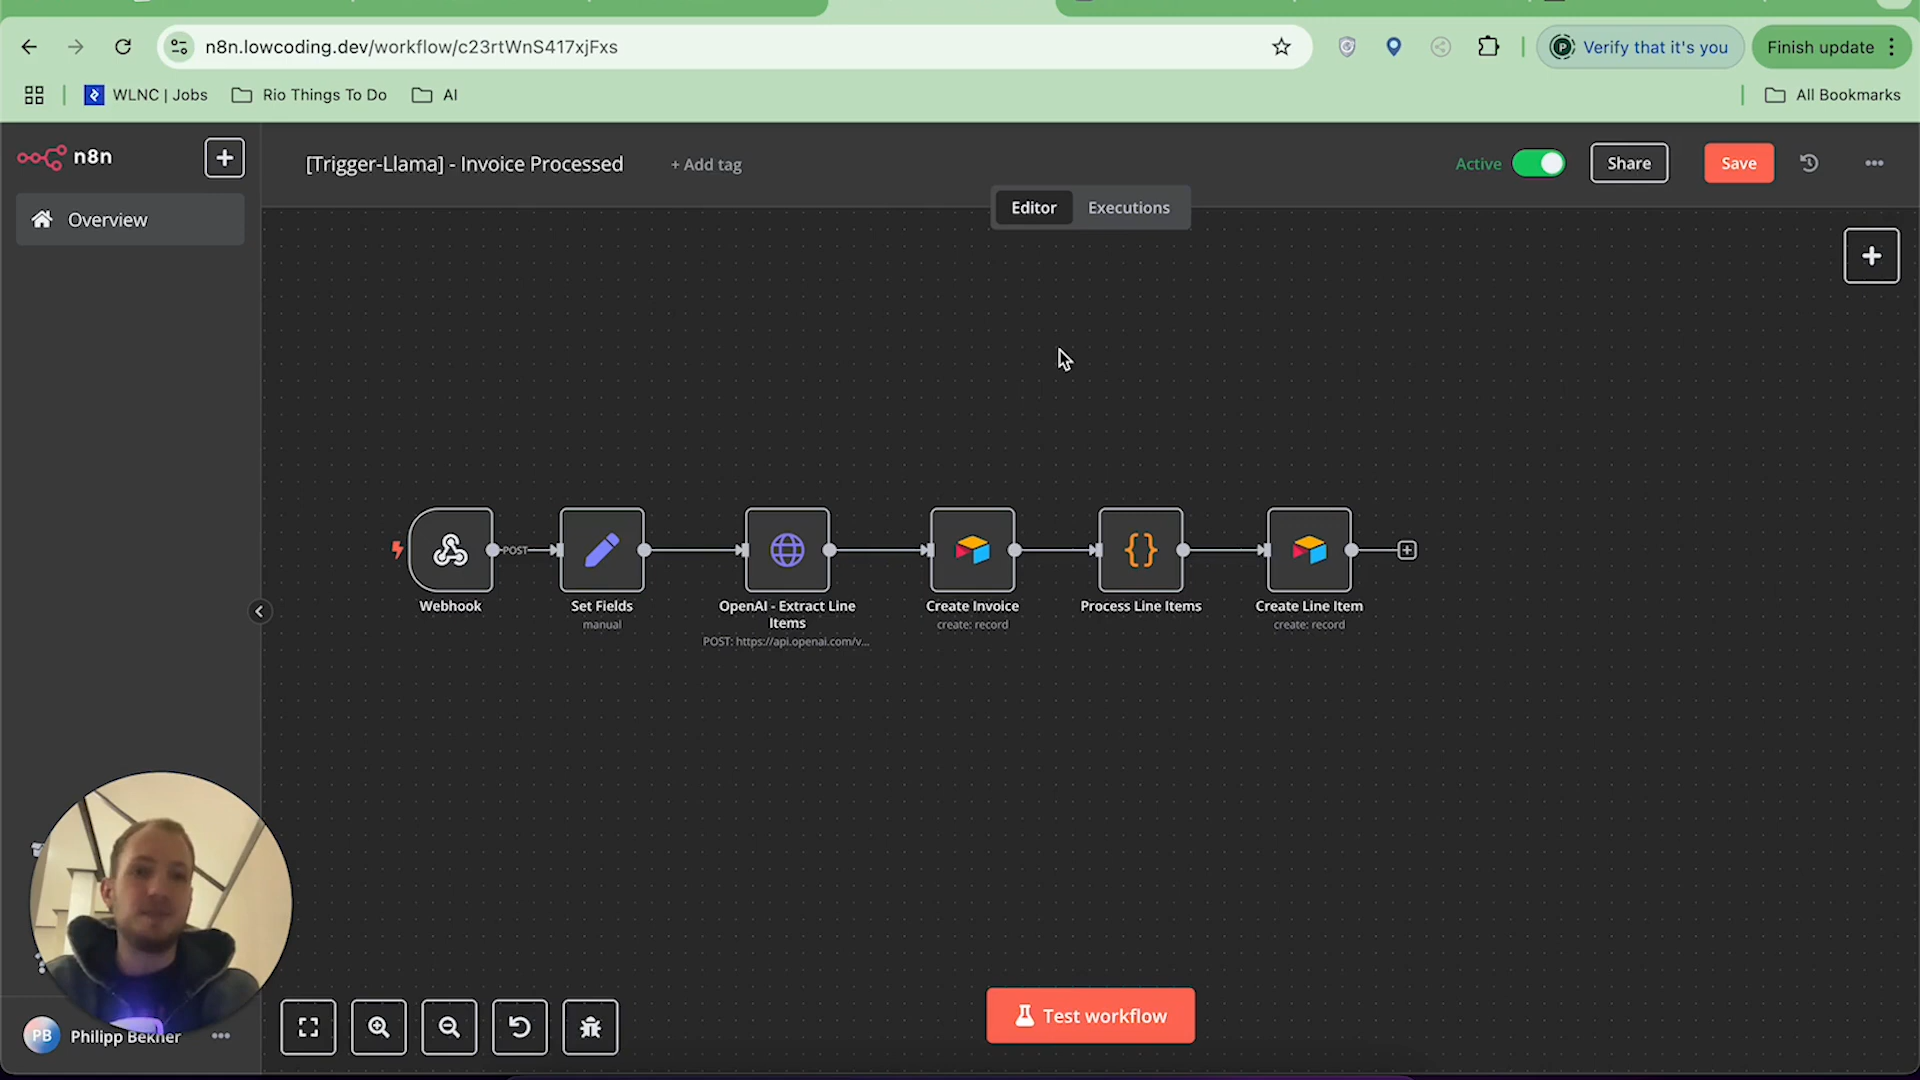 n8n.lowcoding.dev/workflow/c23rtWnS417xjFxs
Verify that it's you
Finish update
WLNC | Jobs
Rio Things To Do
AI
All Bookmarks
n8n
[Trigger-Llama] - Invoice Processed
+ Add tag
Active
Share
Save
Overview
Editor
Executions
POST
Webhook
Set Fields
manual
OpenAI - Extract Line
Items
POST: https://api.openai.com/v...
Create Invoice
create: record
Process Line Items
Create Line Item
create: record
Test workflow
PB
Philipp Bekher